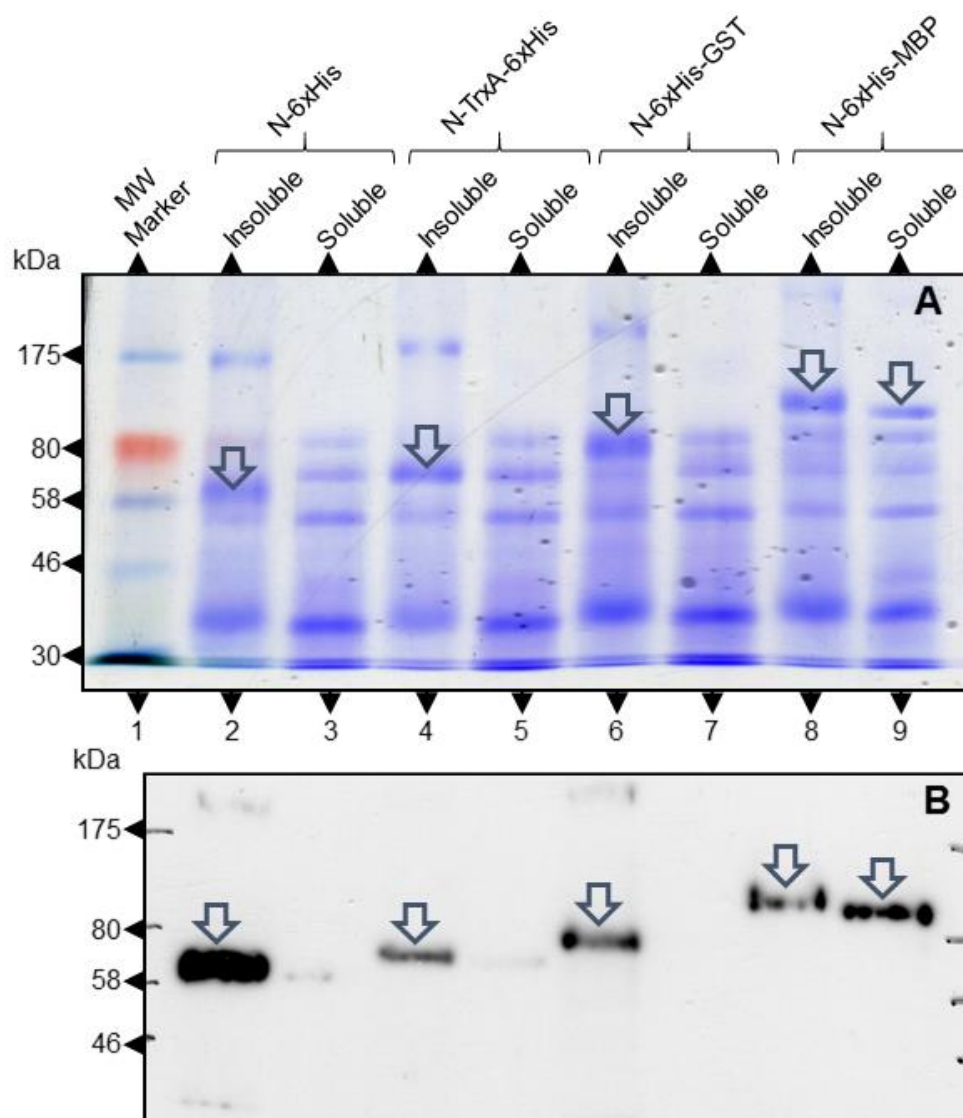 N-6xHis
N-TrxA-6xHis
N-6xHis-GST
N-6xHis-MBP
MW
Marker
Insoluble
Soluble
Insoluble
Soluble
Insoluble
Soluble
Insoluble
Soluble
kDa
A
175
80
58
46
30
1 2 3 4 5 6 7 8 9
kDa
B
175
80
58
46